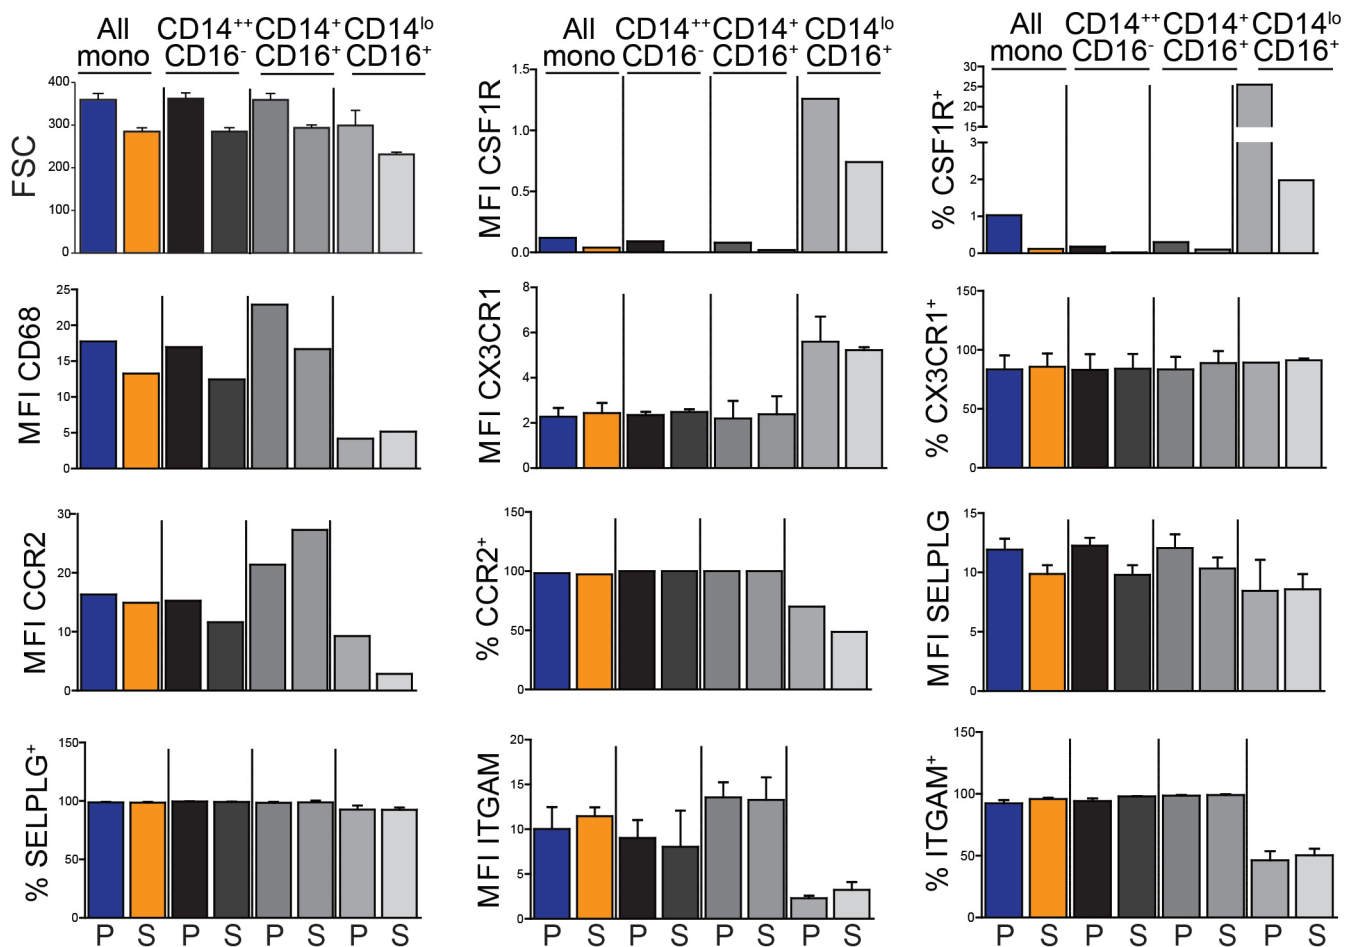 All CD14++ CD14+ CD14lo
mono CD16- CD16+ CD16+
All CD14++ CD14+ CD14lo
mono CD16- CD16+ CD16+
All CD14++ CD14+ CD14lo
mono CD16- CD16+ CD16+
FSC
400
300
200
100
0
MFI CSF1R
1.5
1.0
0.5
0.0
% CSF1R+
30
25
20
15
3
2
1
0
MFI CD68
25
20
15
10
5
0
MFI CX3CR1
8
6
4
2
0
% CX3CR1+
150
100
50
0
MFI CCR2
30
20
10
0
% CCR2+
150
100
50
0
MFI SELPLG
15
10
5
0
% SELPLG+
150
100
50
0
P S P S P S P S
MFI ITGAM
20
15
10
5
0
P S P S P S P S
% ITGAM+
150
100
50
0
P S P S P S P S